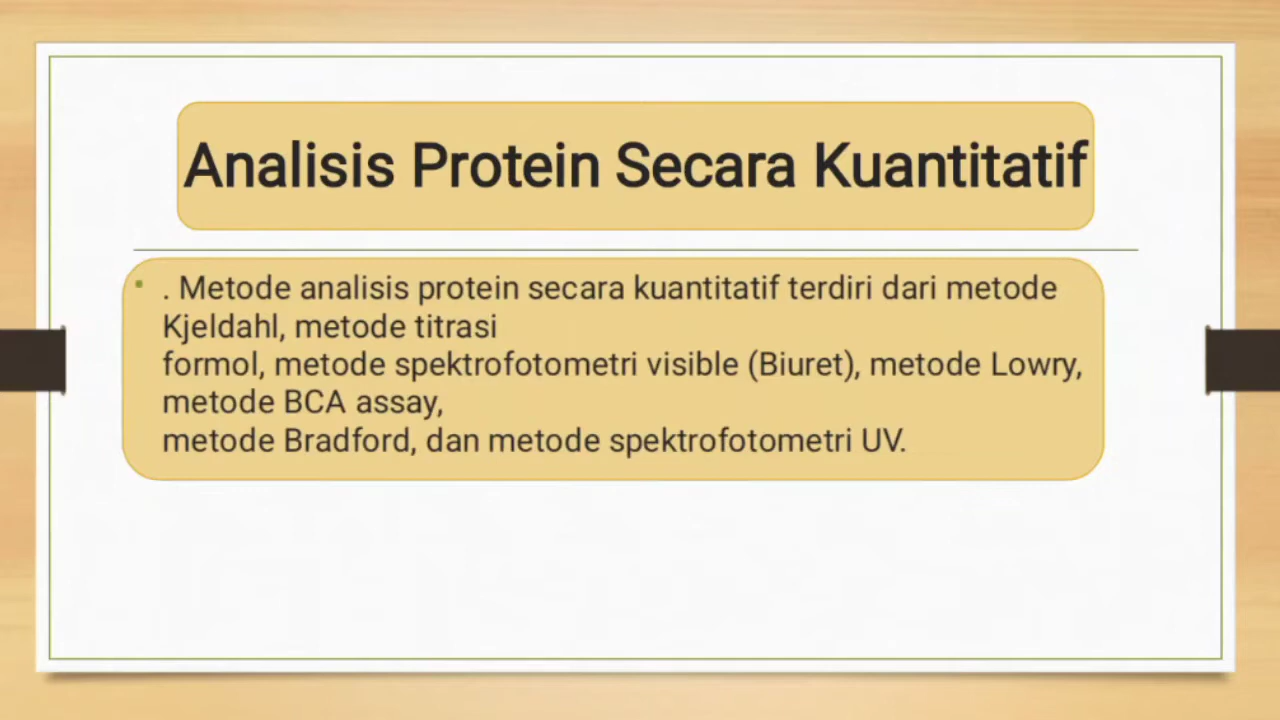 Analisis Protein Secara Kuantitatif
. Metode analisis protein secara kuantitatif terdiri dari metode
Kjeldahl, metode titrasi
formol, metode spektrofotometri visible (Biuret), metode Lowry,
metode BCA assay,
metode Bradford, dan metode spektrofotometri UV.